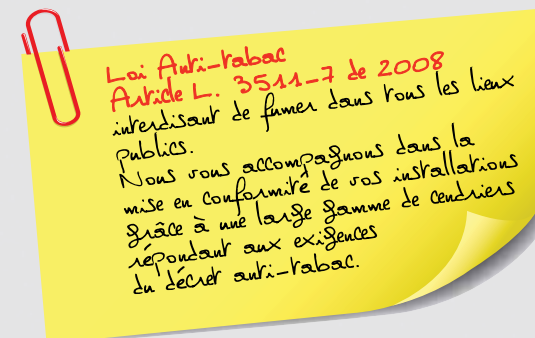 Loi Anti-tabac
Article L. 3511-7 de 2008
interdisant de fumer dans tous les lieux
publics.
Nous vous accompagnons dans la
mise en conformité de vos installations
grâce à une large gamme de cendriers
répondant aux exigences
du décret anti-tabac.